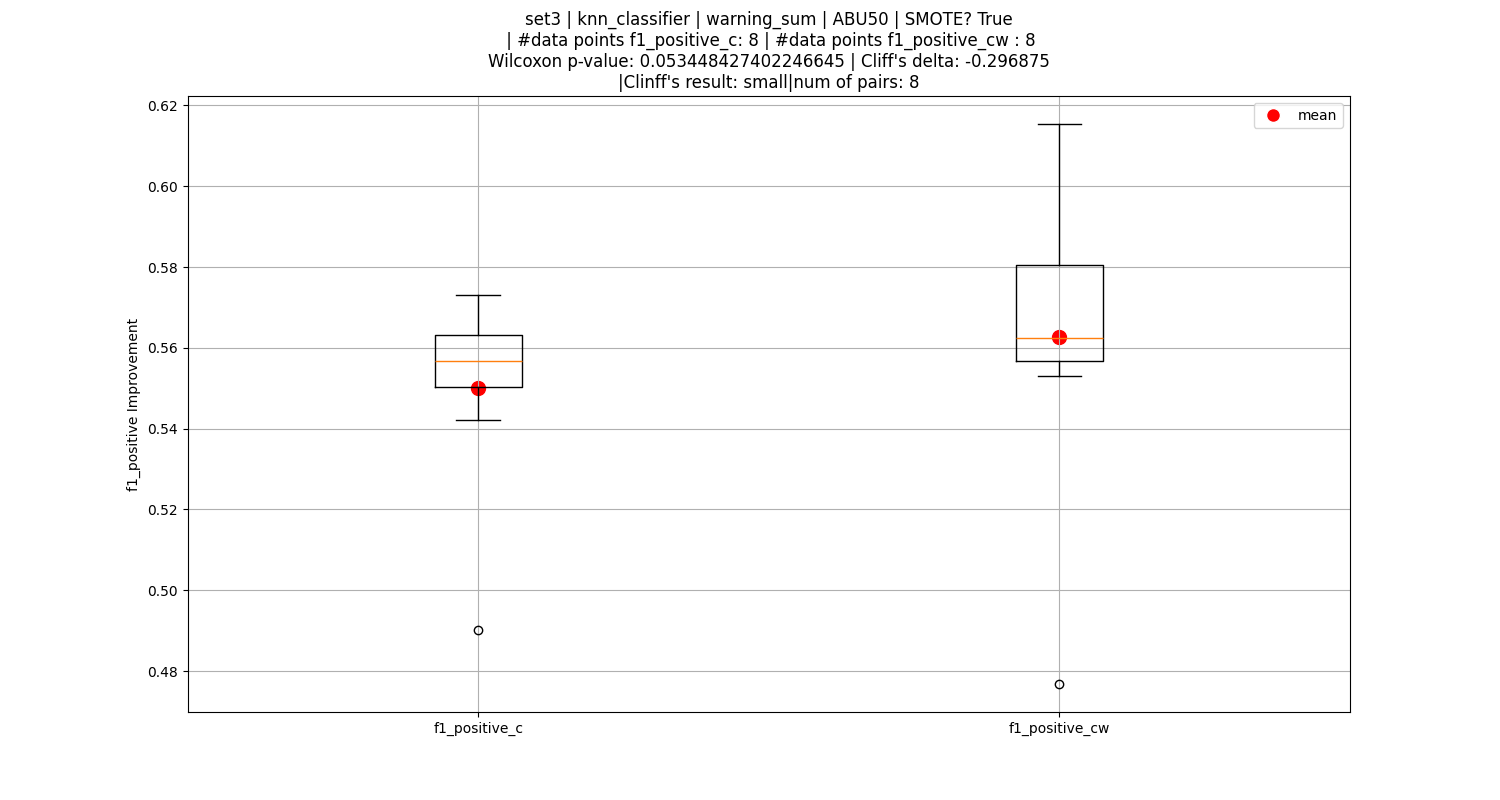 set3 | knn_classifier | warning_sum | ABU50 | SMOTE? True
| #data points f1_positive_c: 8 | #data points f1_positive_cw : 8
Wilcoxon p-value: 0.053448427402246645 | Cliff's delta: -0.296875
|Clinff's result: small|num of pairs: 8
mean
0.62
0.60
0.58
0.56
0.54
0.52
0.50
0.48
f1_positive Improvement
f1_positive_c
f1_positive_cw